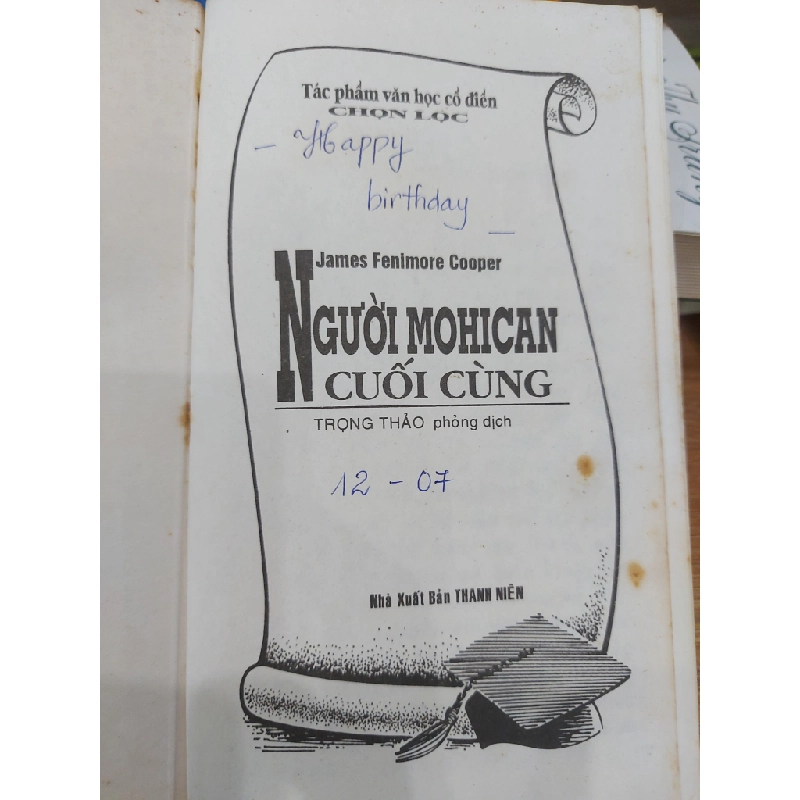 Tác phẩm văn học cổ điển
CHỌN LỌC
- Happy
birthday -
James Fenimore Cooper
NGƯỜI MOHICAN
CUỐI CÙNG
TRỌNG THẢO phỏng dịch
12 - 07
Nhà Xuất Bản THANH NIÊN